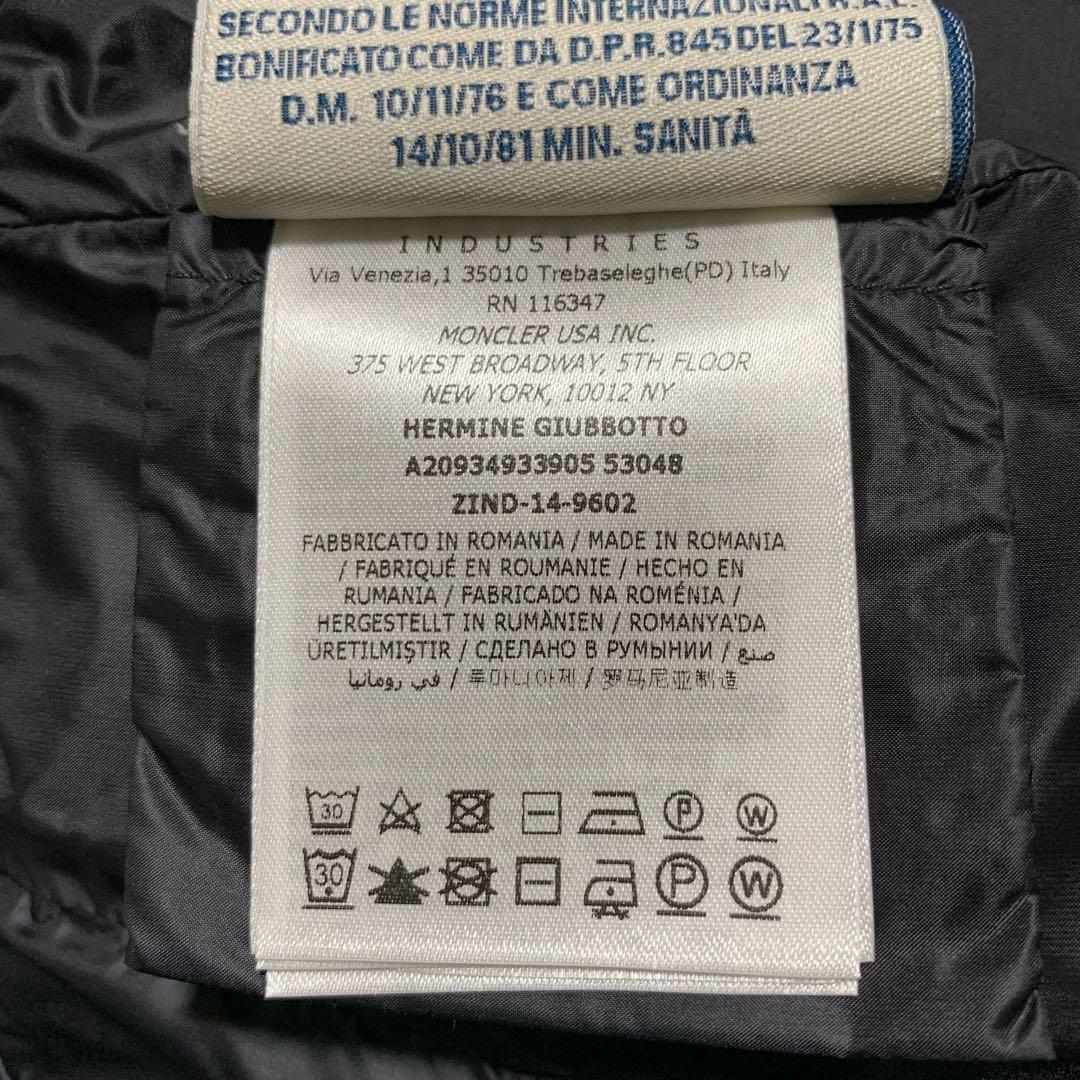 SECONDO LE NORME INTERNAZIONALI R.A.L.
BONIFICATO COME DA D.P.R. 845 DEL 23/1/75
D.M. 10/11/76 E COME ORDINANZA
14/10/81 MIN. SANITÀ
INDUSTRIES
Via Venezia,1 35010 Trebaseleghe(PD) Italy
RN 116347
MONCLER USA INC.
375 WEST BROADWAY, 5TH FLOOR
NEW YORK, 10012 NY
HERMINE GIUBBOTTO
A20934933905 53048
ZIND-14-9602
FABBRICATO IN ROMANIA / MADE IN ROMANIA
/ FABRIQUÉ EN ROUMANIE / HECHO EN
RUMANIA / FABRICADO NA ROMÉNIA /
HERGESTELLT IN RUMÄNIEN / ROMANYA'DA
ÜRETILMIŞTIR / СДЕЛАНО В РУМЫНИИ / صنع
في رومانيا / 루마니아제 / 罗马尼亚制造
30 P W
30 P W